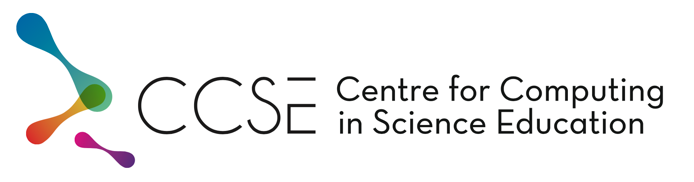 CCSE
Centre for Computing
in Science Education